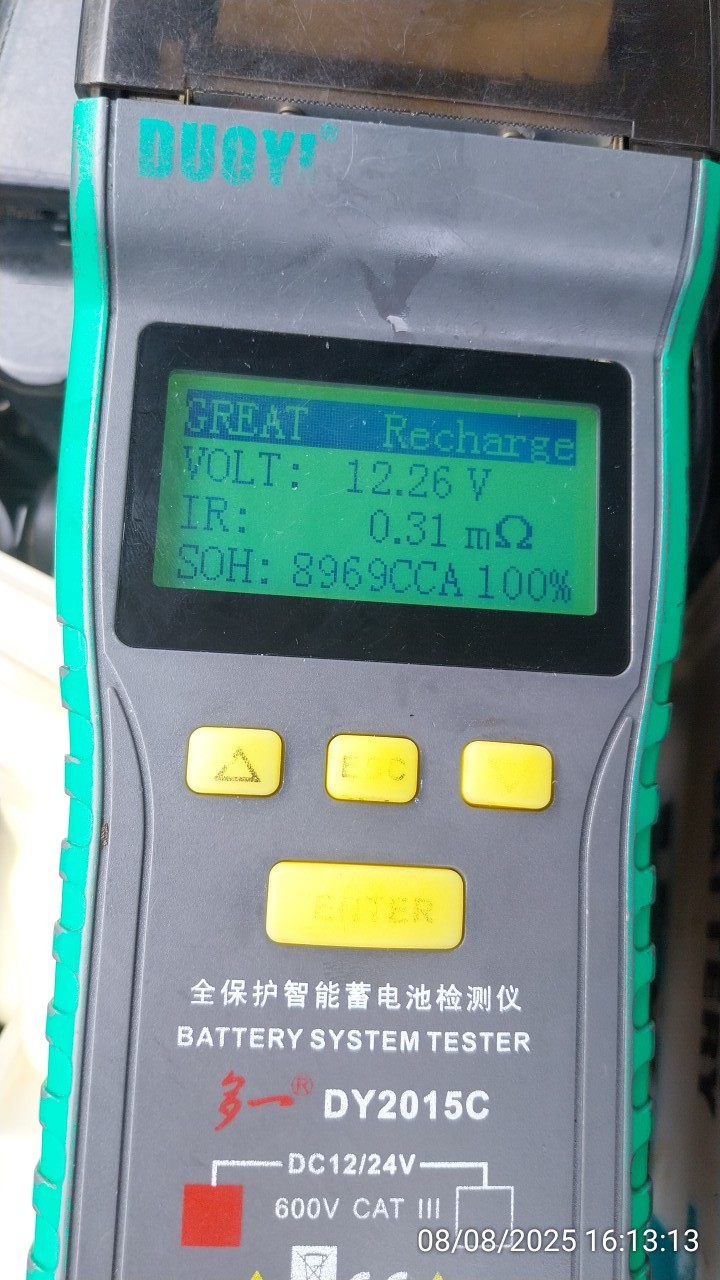 DUOYI®
GREAT Recharge
VOLT: 12.26 V
IR: 0.31 mΩ
SOH: 8969CCA 100%
ESC
ENTER
全保护智能蓄电池检测仪
BATTERY SYSTEM TESTER
多一® DY2015C
DC12/24V
600V CAT III
08/08/2025 16:13:13